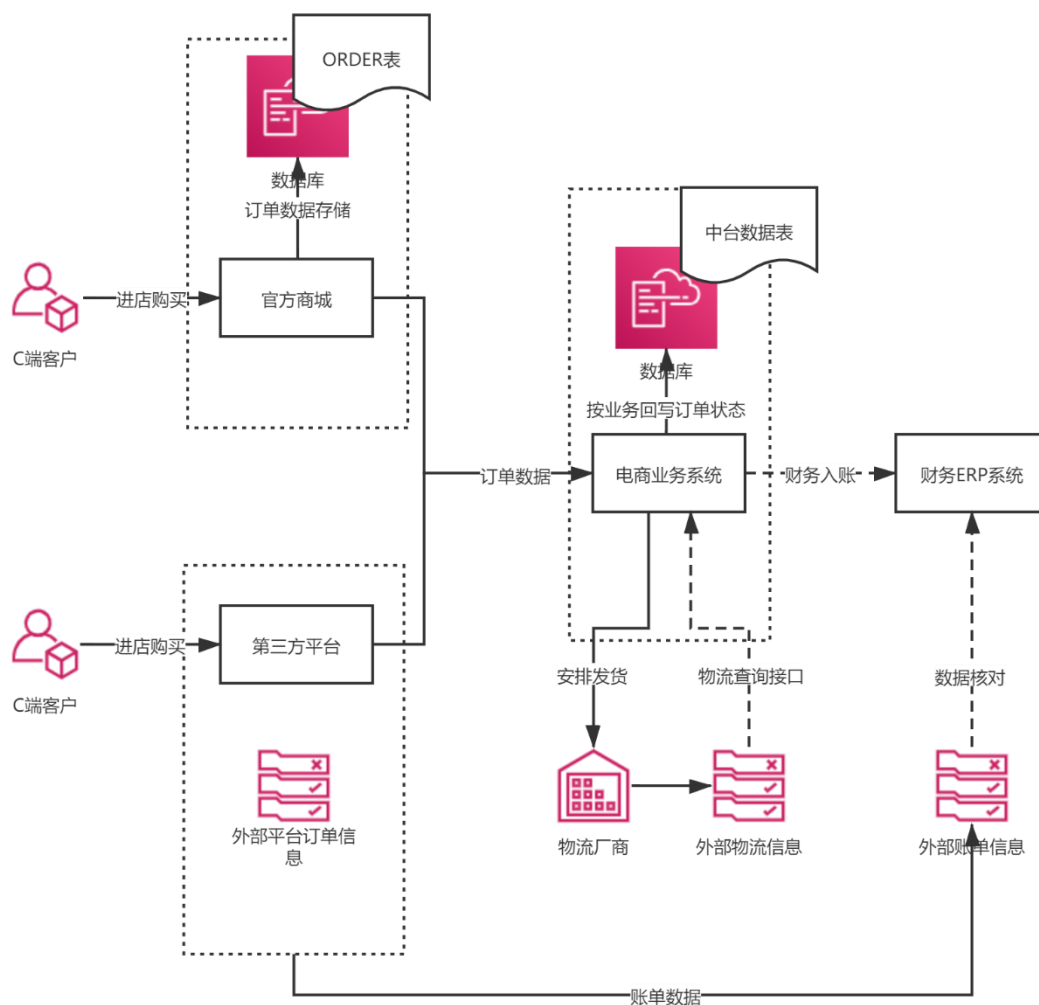 ORDER表
数据库
订单数据存储
中台数据表
进店购买
官方商城
C端客户
数据库
按业务回写订单状态
订单数据
电商业务系统
财务入账
财务ERP系统
进店购买
第三方平台
C端客户
安排发货
物流查询接口
数据核对
外部平台订单信
息
物流厂商
外部物流信息
外部账单信息
账单数据